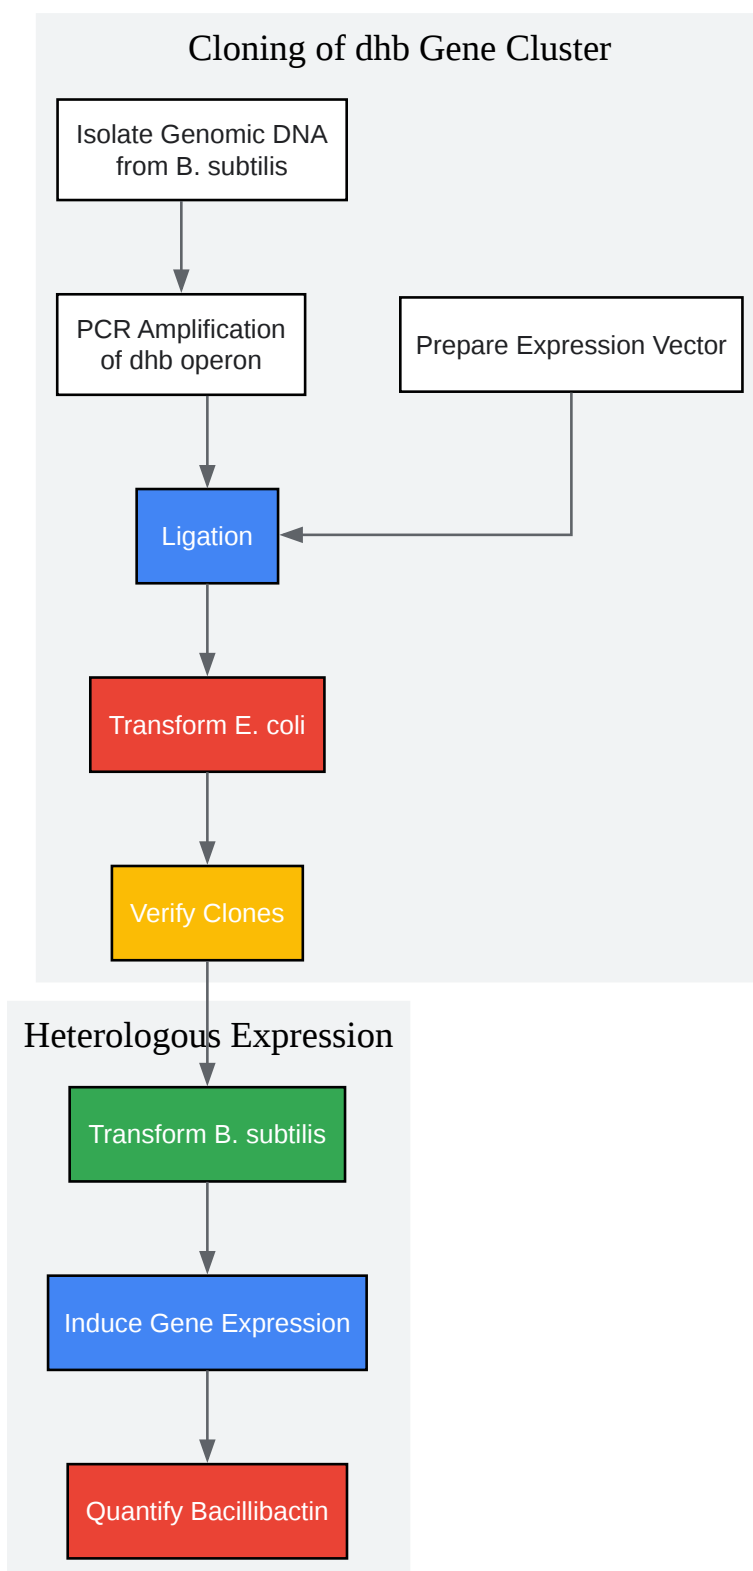 Cloning of dhb Gene Cluster
Isolate Genomic DNA
from B. subtilis
PCR Amplification
of dhb operon
Prepare Expression Vector
Ligation
Transform E. coli
Verify Clones
Heterologous Expression
Transform B. subtilis
Induce Gene Expression
Quantify Bacillibactin